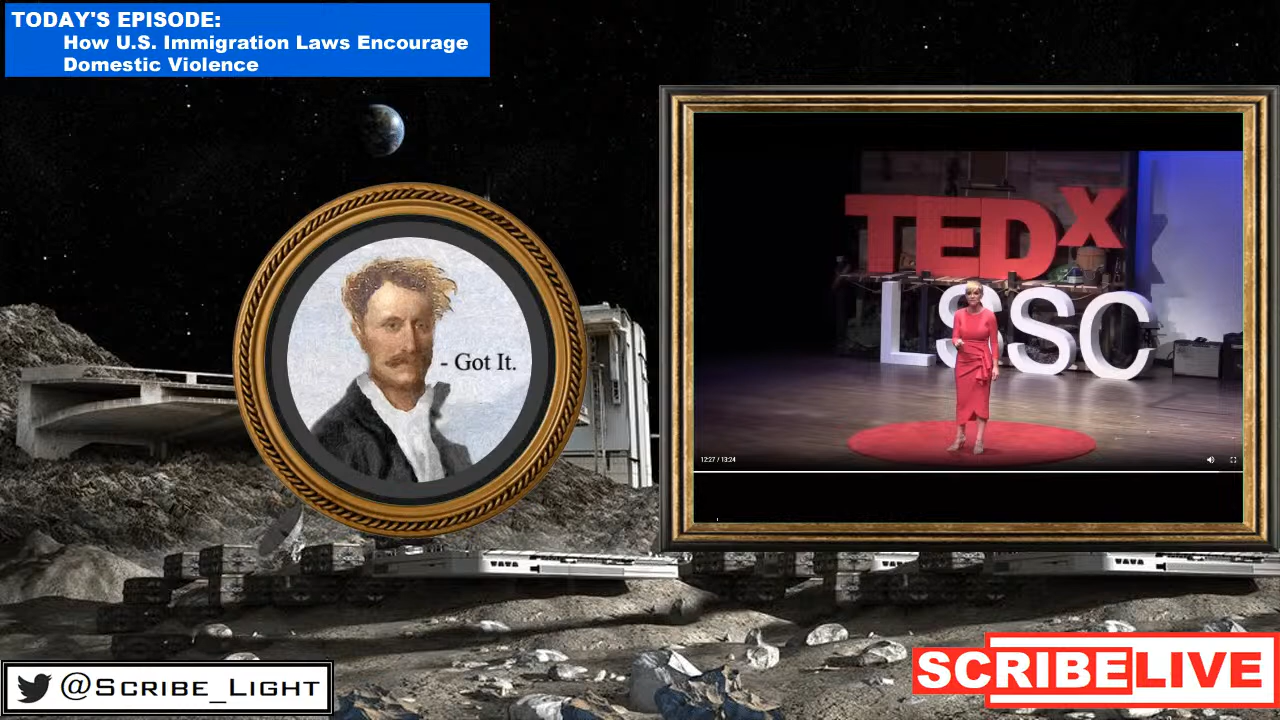 TODAY'S EPISODE:
How U.S. Immigration Laws Encourage
Domestic Violence
TEDx
LSSC
- Got It.
12:27 / 13:24
@SCRIBE_LIGHT
SCRIBELIVE